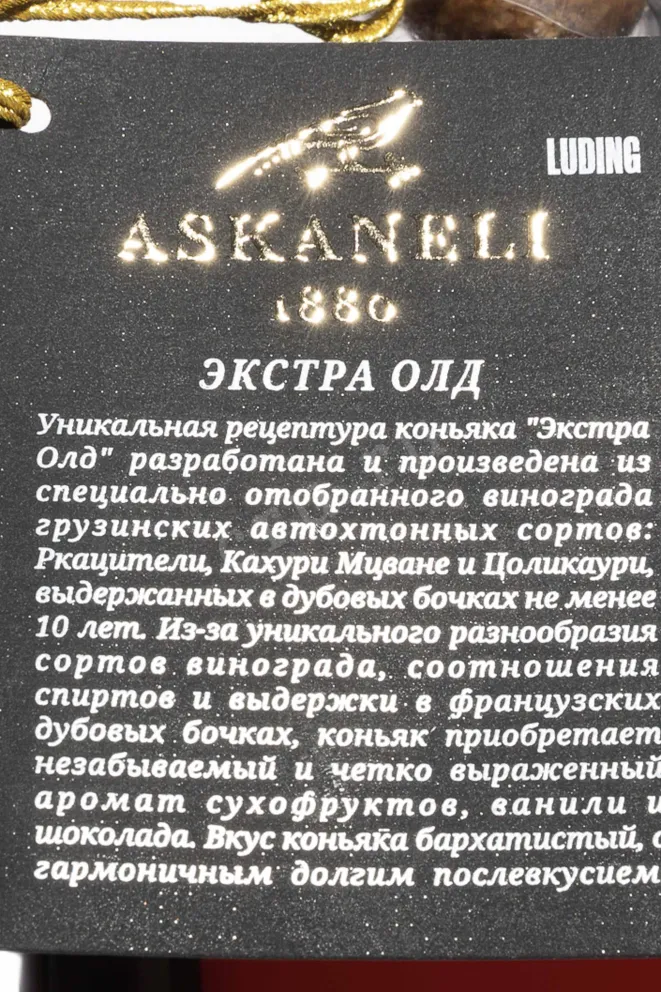 LUDING
ASKANELI
1880
ЭКСТРА ОЛД
Уникальная рецептура коньяка "Экстра
Олд" разработана и произведена из
специально отобранного винограда
грузинских автохтонных сортов:
Ркацители, Кахури Мцване и Цоликаури,
выдержанных в дубовых бочках не менее
10 лет. Из-за уникального разнообразия
сортов винограда, соотношения
спиртов и выдержки в французских
дубовых бочках, коньяк приобретает
незабываемый и четко выраженный
аромат сухофруктов, ванили и
шоколада. Вкус коньяка бархатистый, с
гармоничным долгим послевкусием